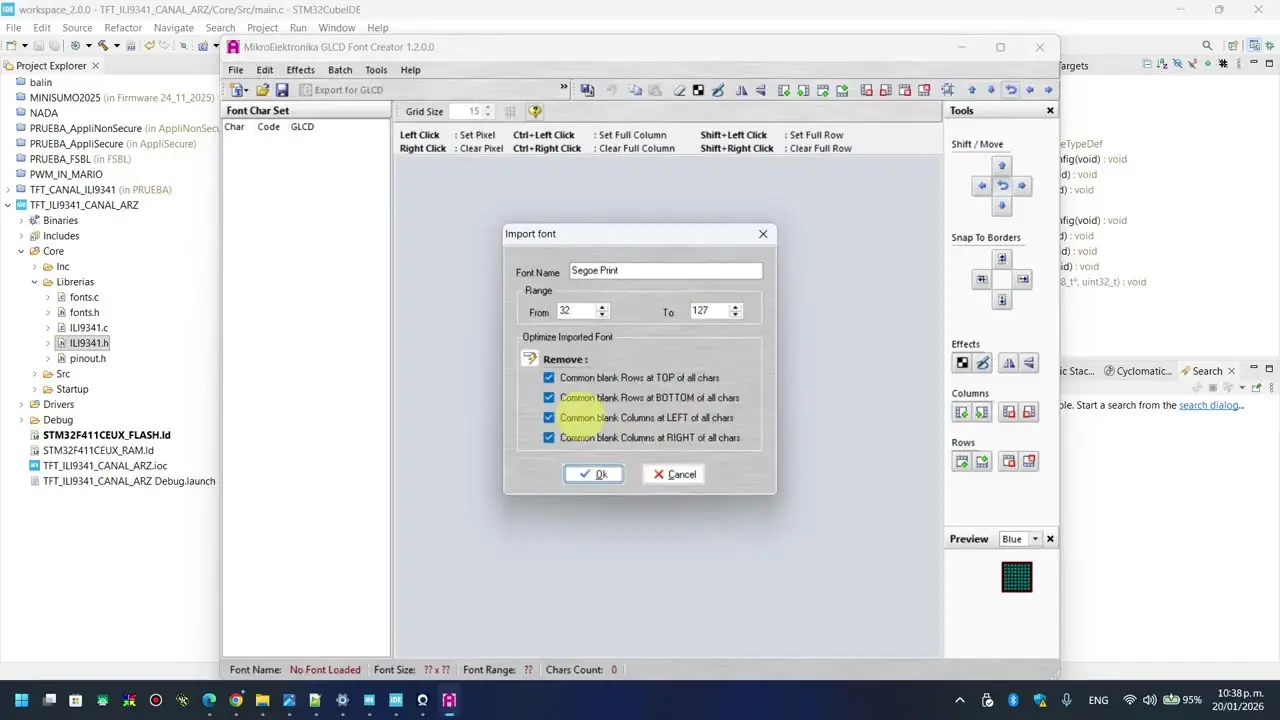 workspace_2.0.0 - TFT_ILI9341_CANAL_ARZ/Core/Src/main.c - STM32CubeIDE
File Edit Source Refactor Navigate Search Project Run Window Help
Project Explorer
balin
MINISUMO2025 (in Firmware 24_11_2025)
NADA
PRUEBA_AppliNonSecure (in AppliNonSecu
PRUEBA_AppliSecure (in AppliSecure)
PRUEBA_FSBL (in FSBL)
PWM_IN_MARIO
TFT_CANAL_ILI9341 (in PRUEBA)
TFT_ILI9341_CANAL_ARZ
Binaries
Includes
Core
Inc
Librerias
fonts.c
fonts.h
ILI9341.c
ILI9341.h
pinout.h
Src
Startup
Drivers
Debug
STM32F411CEUX_FLASH.ld
STM32F411CEUX_RAM.ld
TFT_ILI9341_CANAL_ARZ.ioc
TFT_ILI9341_CANAL_ARZ Debug.launch
MikroElektronika GLCD Font Creator 1.2.0.0
File Edit Effects Batch Tools Help
Export for GLCD
Font Char Set
Char Code GLCD
Grid Size 15
Left Click : Set Pixel Ctrl+Left Click : Set Full Column Shift+Left Click : Set Full Row
Right Click : Clear Pixel Ctrl+Right Click : Clear Full Column Shift+Right Click : Clear Full Row
Import font
Font Name Segoe Print
Range
From 32 To 127
Optimize Imported Font
Remove :
Common blank Rows at TOP of all chars
Common blank Rows at BOTTOM of all chars
Common blank Columns at LEFT of all chars
Common blank Columns at RIGHT of all chars
Ok Cancel
Tools
Shift / Move
Snap To Borders
Effects
Columns
Rows
Preview Blue
Font Name: No Font Loaded Font Size: ?? x ?? Font Range: ?? Chars Count: 0
Targets
eTypeDef
nfig(void) : void
d) : void
d) : void
nfig(void) : void
d) : void
id) : void
d) : void
8_t*, uint32_t) : void
ic Stac... Cyclomatic... Search
ble. Start a search from the search dialog...
ENG 95% 10:38 p.m.
20/01/2026